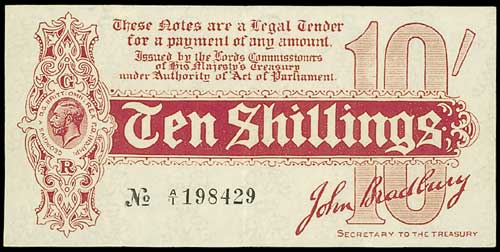 These Notes are a Legal Tender
for a payment of any amount.
Issued by the Lords Commissioners
of His Majesty's Treasury
under Authority of Act of Parliament.
10/-
G
R
Ten Shillings.
No A/1 198429
John Bradbury
10
SECRETARY TO THE TREASURY